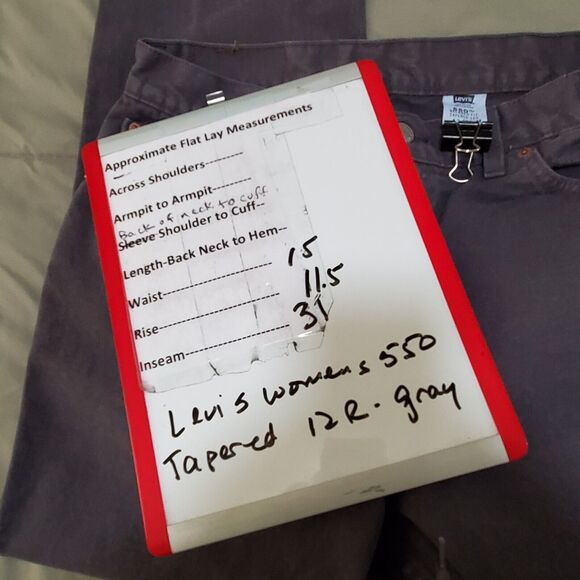 Approximate Flat Lay Measurements
Across Shoulders--------
Armpit to Armpit--------
Back of neck to cuff
Sleeve Shoulder to Cuff--
Length-Back Neck to Hem--
Waist---------------------- 15
Rise------------------------ 11.5
Inseam-------------------- 31
Levis womens 550
Tapered 12R. gray
LEVI'S
550